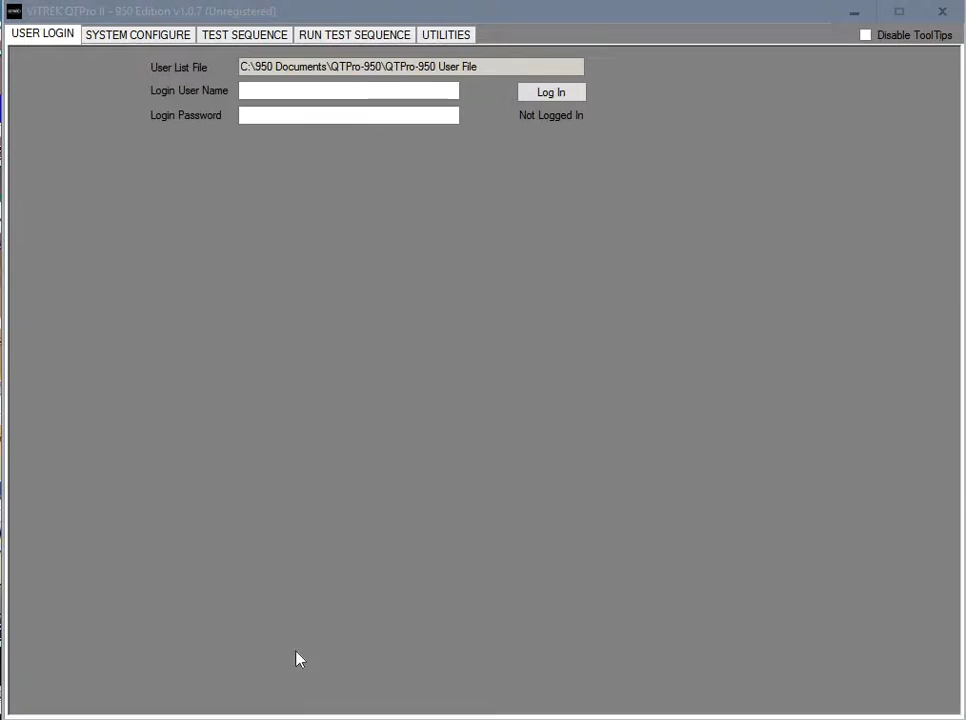 ViTREK QTPro II - 950 Edition v1.0.7 (Unregistered)
USER LOGIN SYSTEM CONFIGURE TEST SEQUENCE RUN TEST SEQUENCE UTILITIES Disable ToolTips
User List File C:\950 Documents\QTPro-950\QTPro-950 User File
Login User Name Log In
Login Password Not Logged In